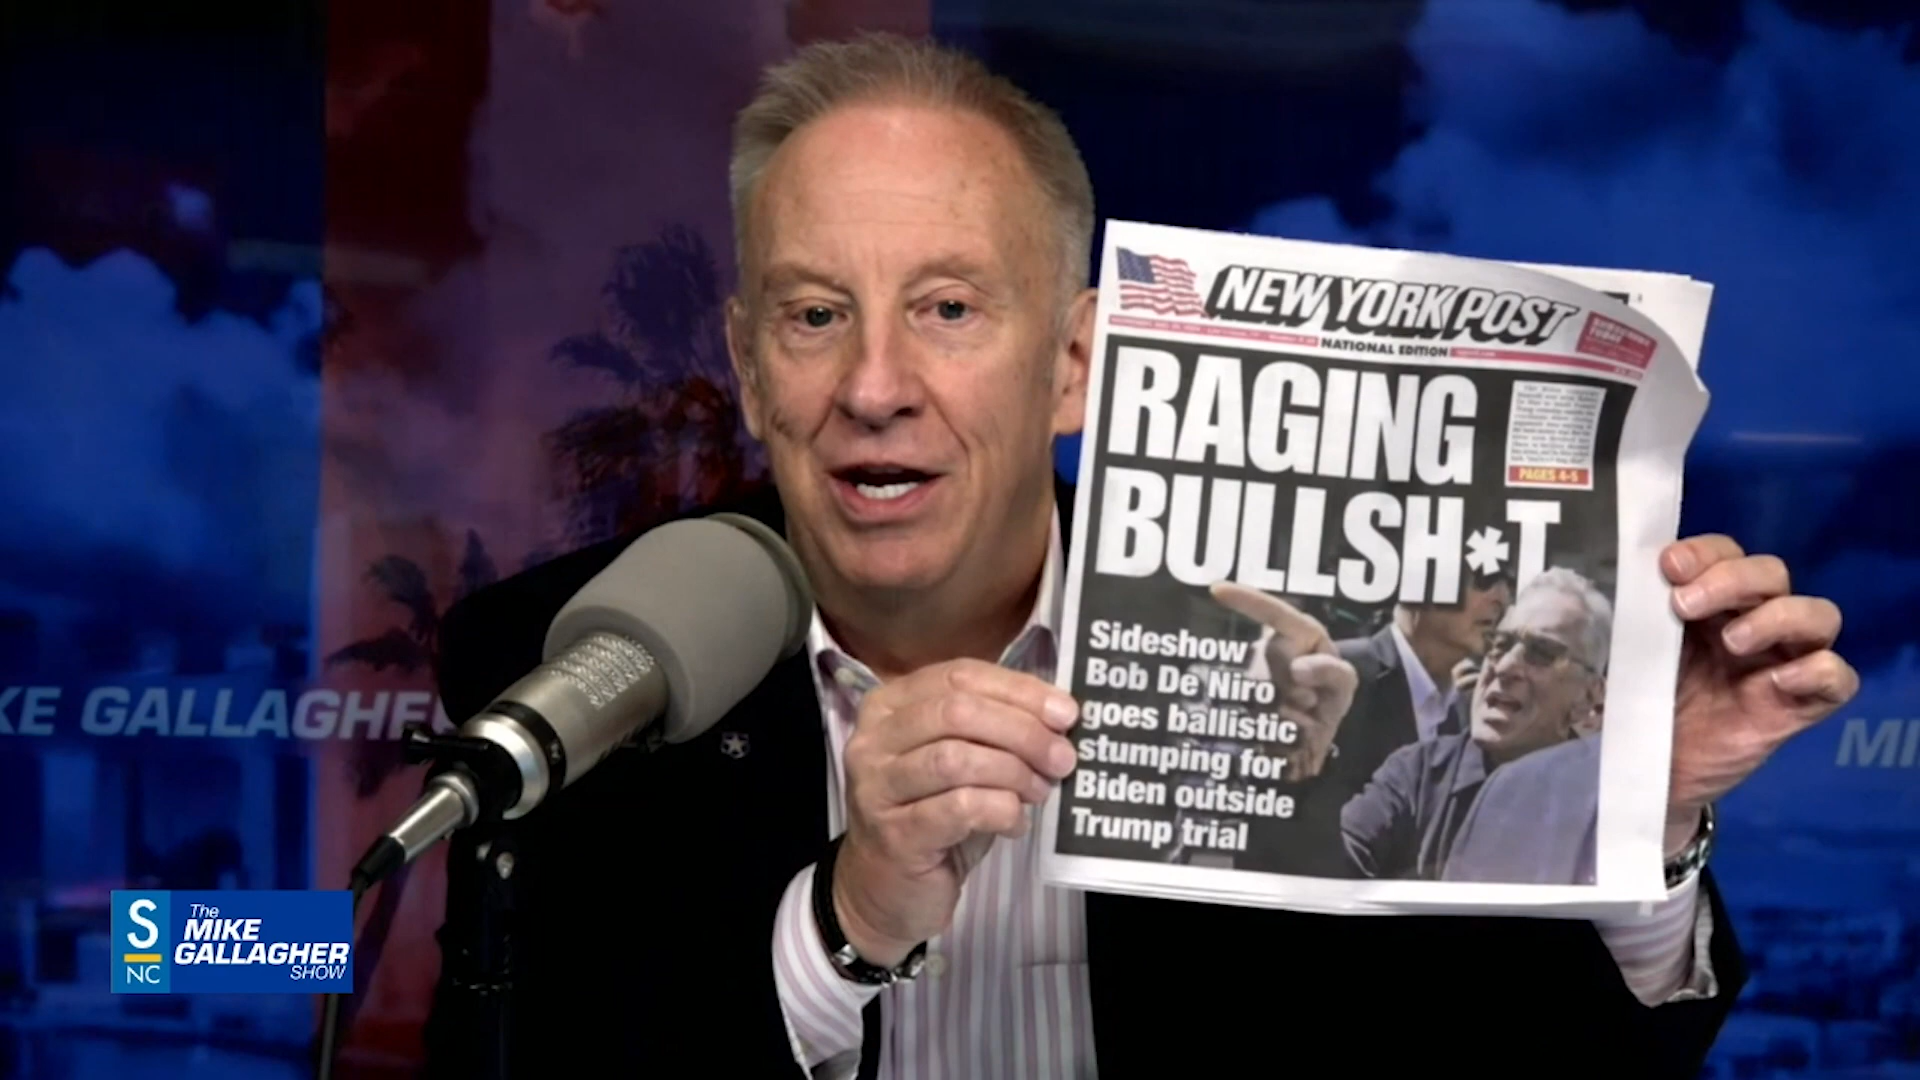 NEW YORK POST
NATIONAL EDITION
RAGING
BULLSH*T
PAGES 4-5
Sideshow
Bob De Niro
goes ballistic
stumping for
Biden outside
Trump trial
KE GALLAGHE
MI
S
NC
The
MIKE
GALLAGHER
SHOW